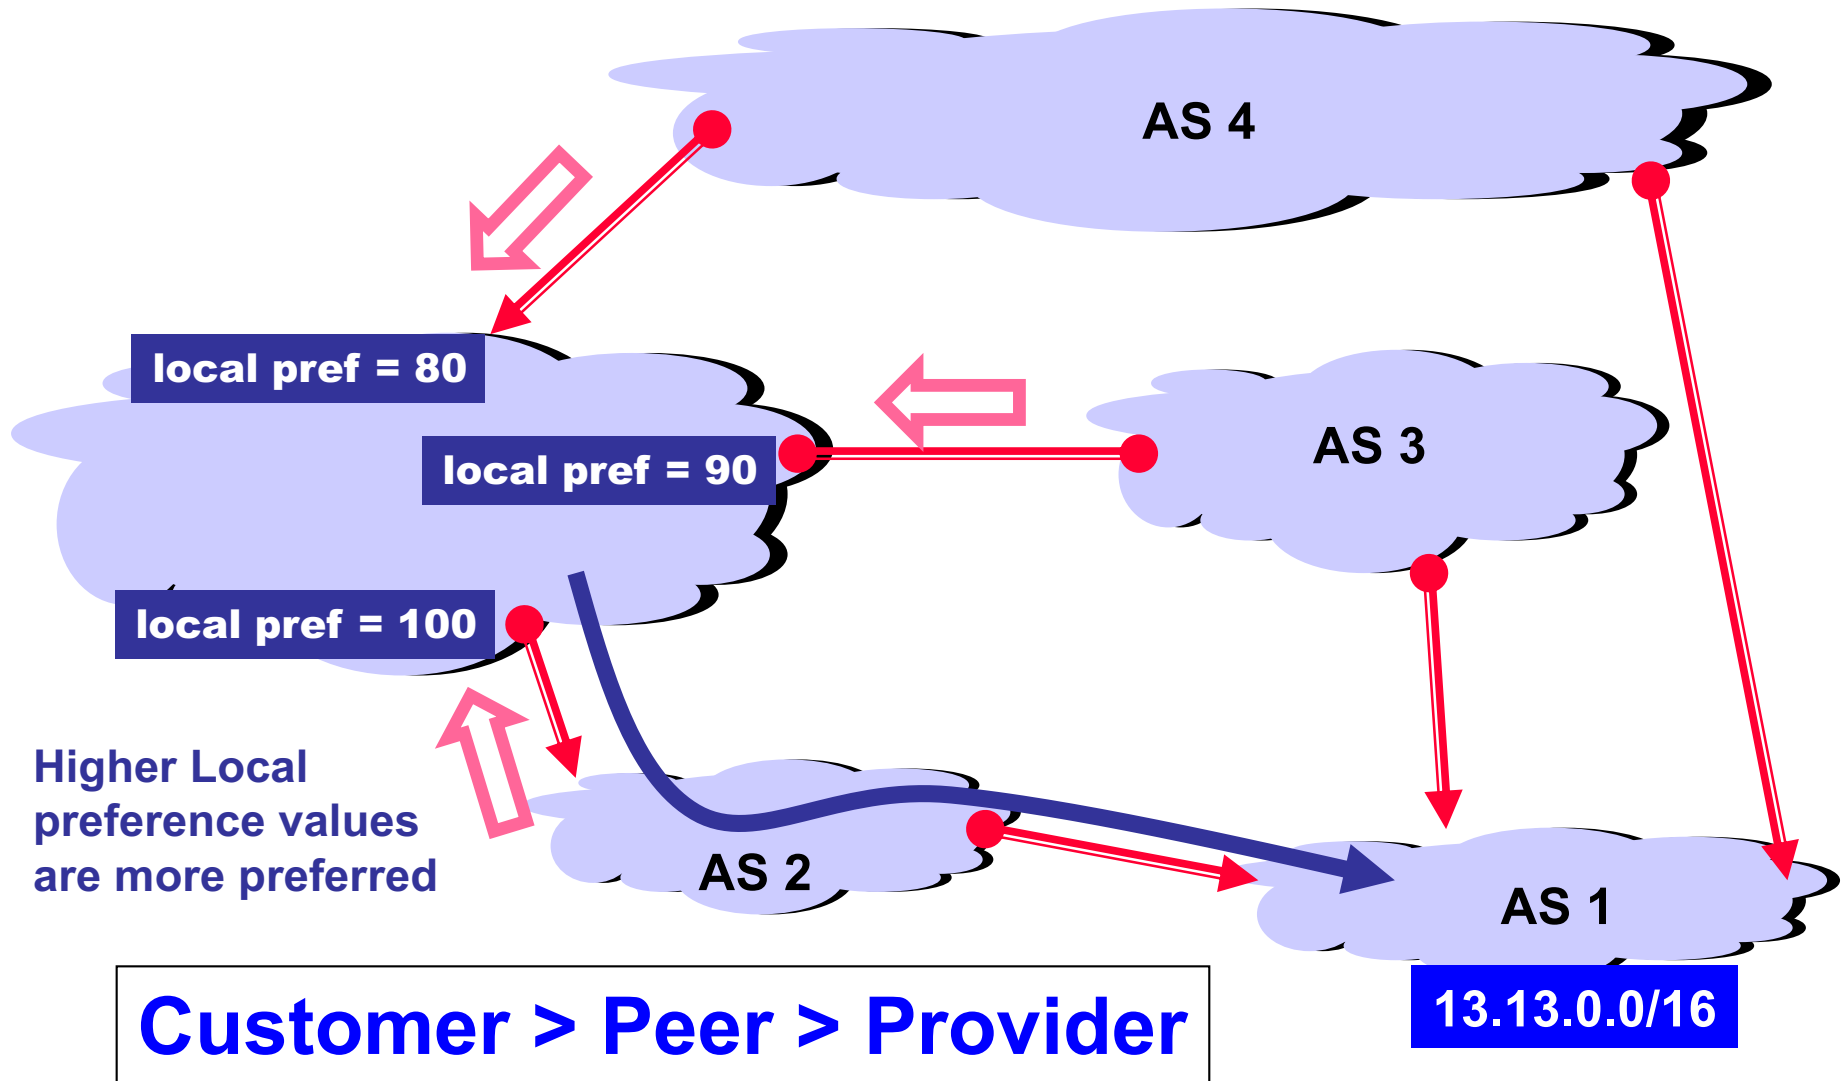 AS 4
local pref = 80
local pref = 90
AS 3
local pref = 100
Higher Local
preference values
are more preferred
AS 2
AS 1
13.13.0.0/16
Customer > Peer > Provider